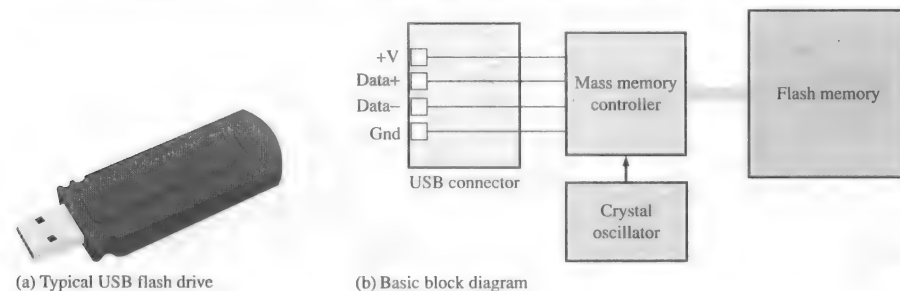 +V
Data+
Data−
Gnd
USB connector
Mass memory
controller
Crystal
oscillator
Flash memory
(a) Typical USB flash drive
(b) Basic block diagram